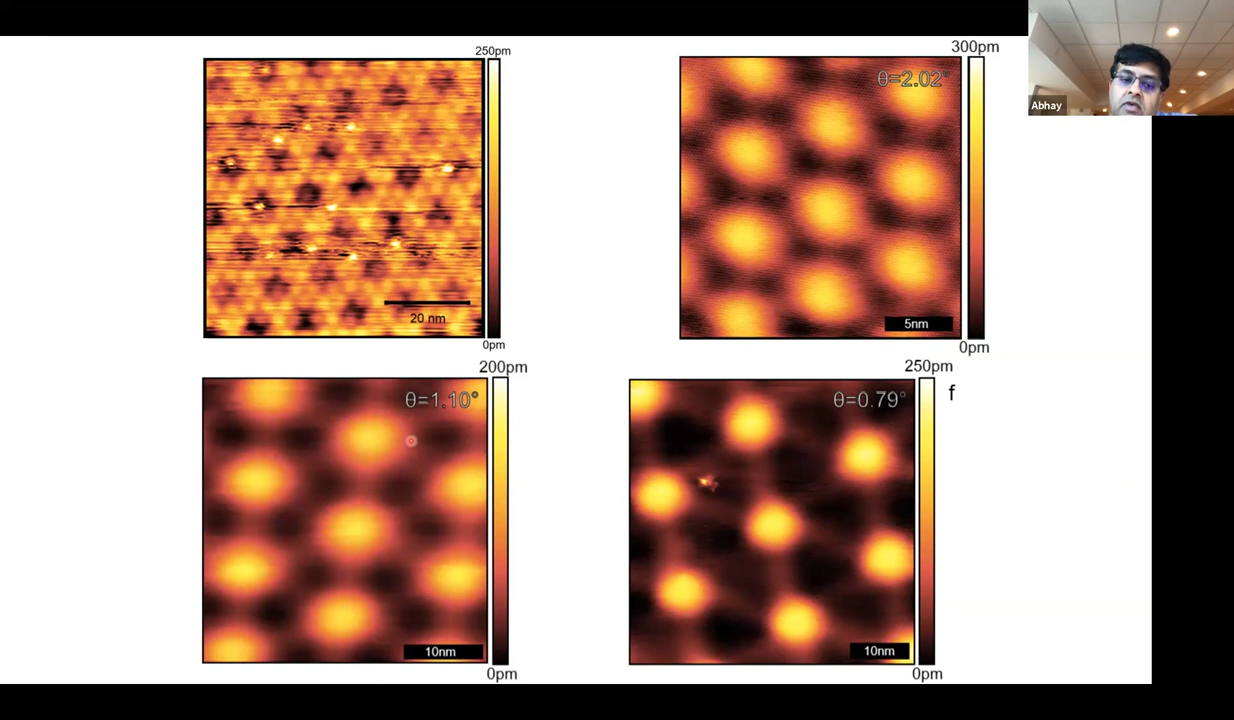 250pm
20 nm
0pm
300pm
θ=2.02°
5nm
0pm
Abhay
200pm
θ=1.10°
10nm
0pm
250pm
θ=0.79°
f
10nm
0pm